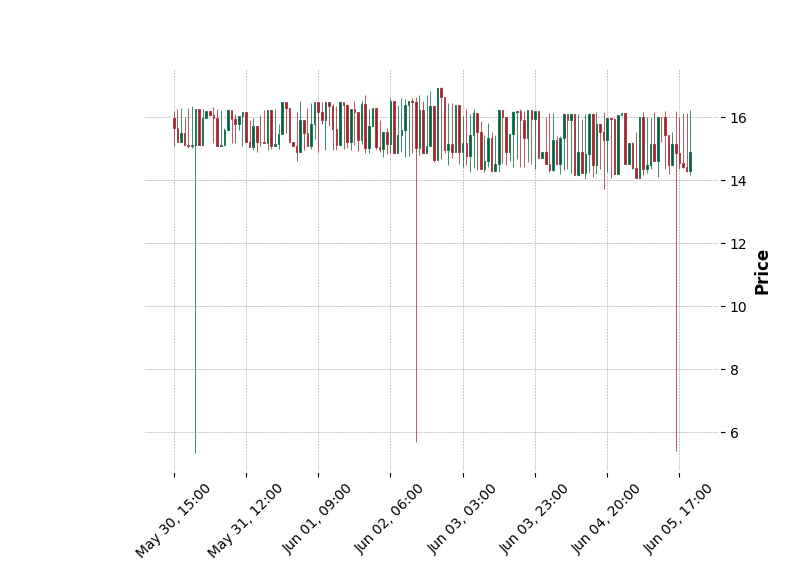 16
14
12
10
8
6
Price
May 30, 15:00
May 31, 12:00
Jun 01, 09:00
Jun 02, 06:00
Jun 03, 03:00
Jun 03, 23:00
Jun 04, 20:00
Jun 05, 17:00